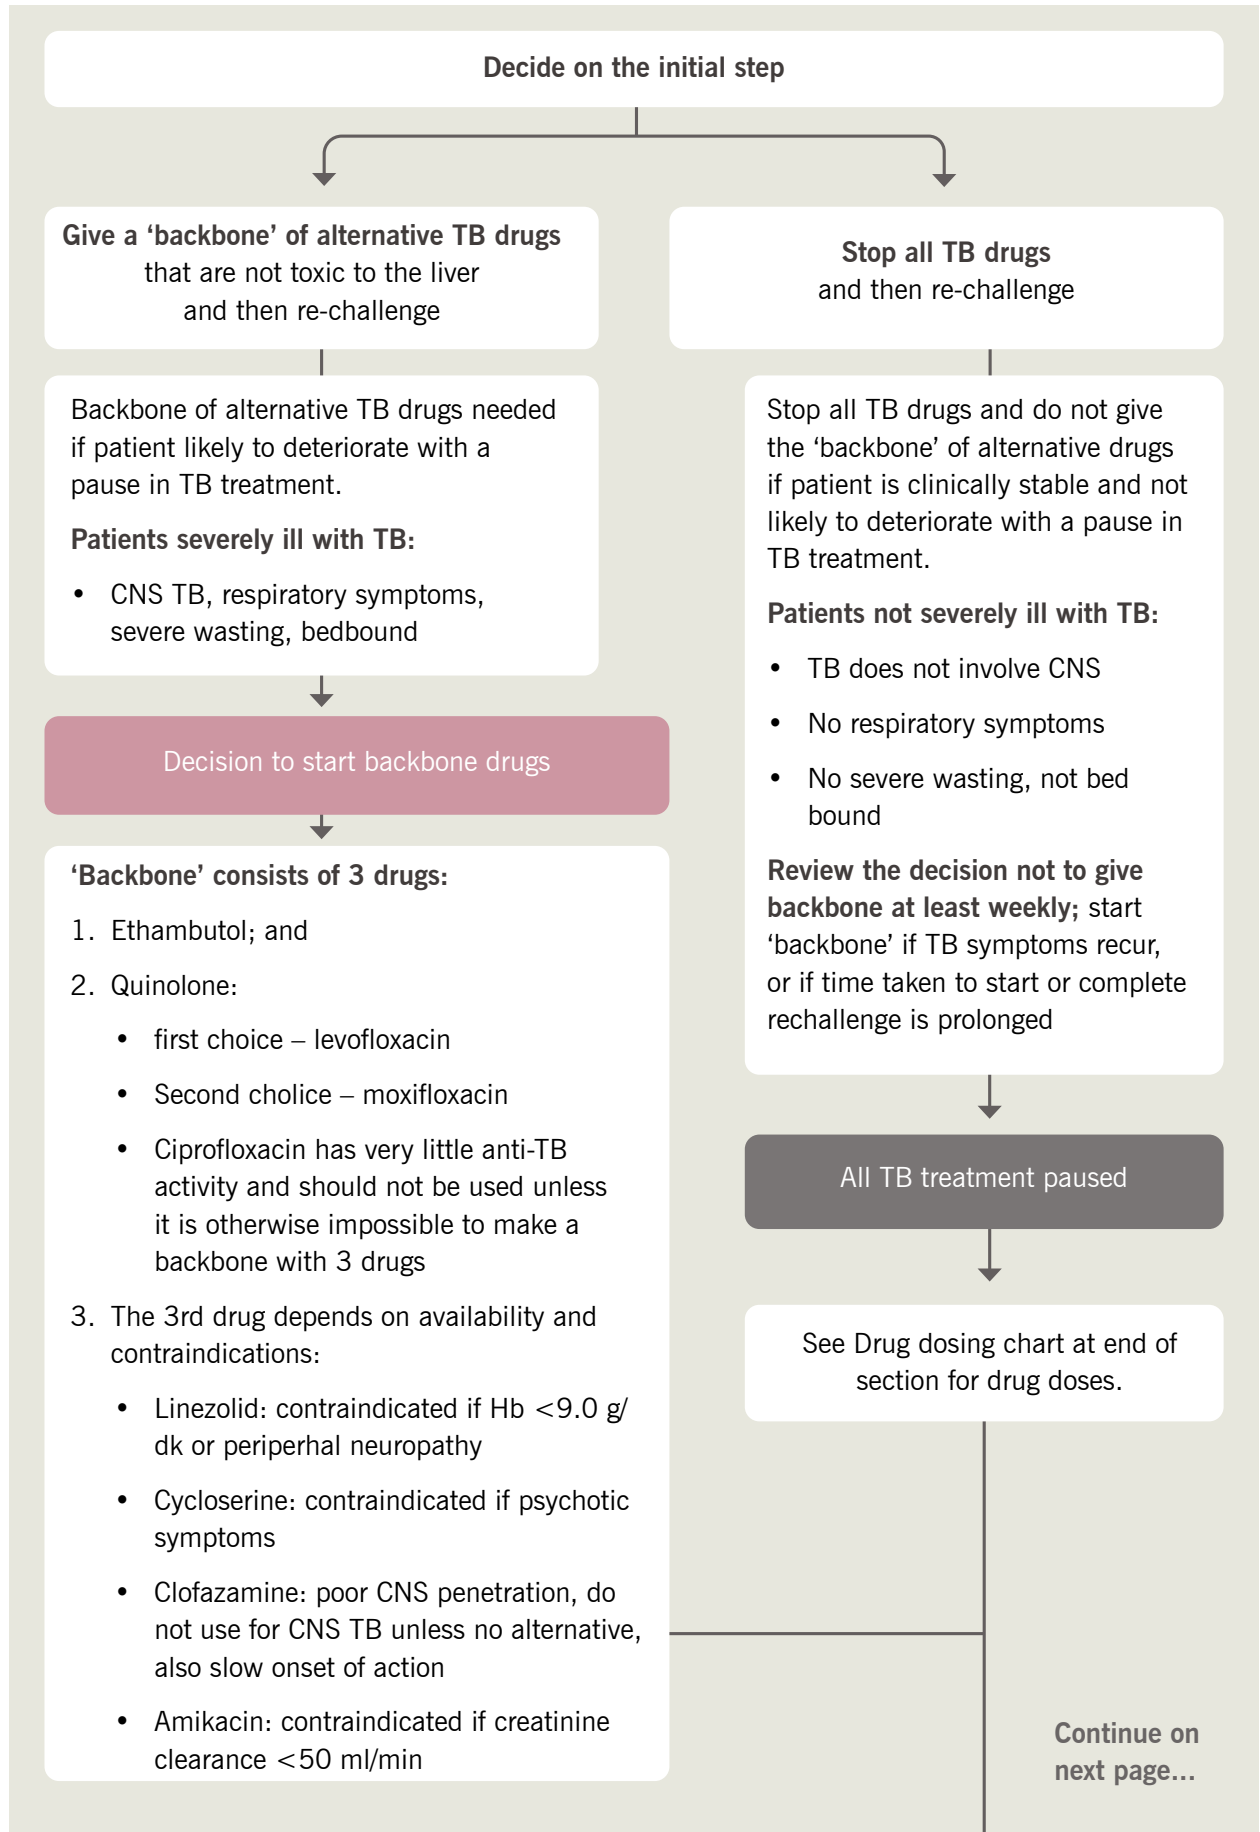 Decide on the initial step
Give a ‘backbone’ of alternative TB drugs
that are not toxic to the liver
and then re-challenge
Stop all TB drugs
and then re-challenge
Backbone of alternative TB drugs needed
if patient likely to deteriorate with a
pause in TB treatment.
Patients severely ill with TB:
• CNS TB, respiratory symptoms,
severe wasting, bedbound
Decision to start backbone drugs
‘Backbone’ consists of 3 drugs:
1. Ethambutol; and
2. Quinolone:
• first choice – levofloxacin
• Second cholice – moxifloxacin
• Ciprofloxacin has very little anti-TB
activity and should not be used unless
it is otherwise impossible to make a
backbone with 3 drugs
3. The 3rd drug depends on availability and
contraindications:
• Linezolid: contraindicated if Hb <9.0 g/
dk or periperhal neuropathy
• Cycloserine: contraindicated if psychotic
symptoms
• Clofazamine: poor CNS penetration, do
not use for CNS TB unless no alternative,
also slow onset of action
• Amikacin: contraindicated if creatinine
clearance <50 ml/min
Stop all TB drugs and do not give
the ‘backbone’ of alternative drugs
if patient is clinically stable and not
likely to deteriorate with a pause in
TB treatment.
Patients not severely ill with TB:
• TB does not involve CNS
• No respiratory symptoms
• No severe wasting, not bed
bound
Review the decision not to give
backbone at least weekly; start
‘backbone’ if TB symptoms recur,
or if time taken to start or complete
rechallenge is prolonged
All TB treatment paused
See Drug dosing chart at end of
section for drug doses.
Continue on
next page...